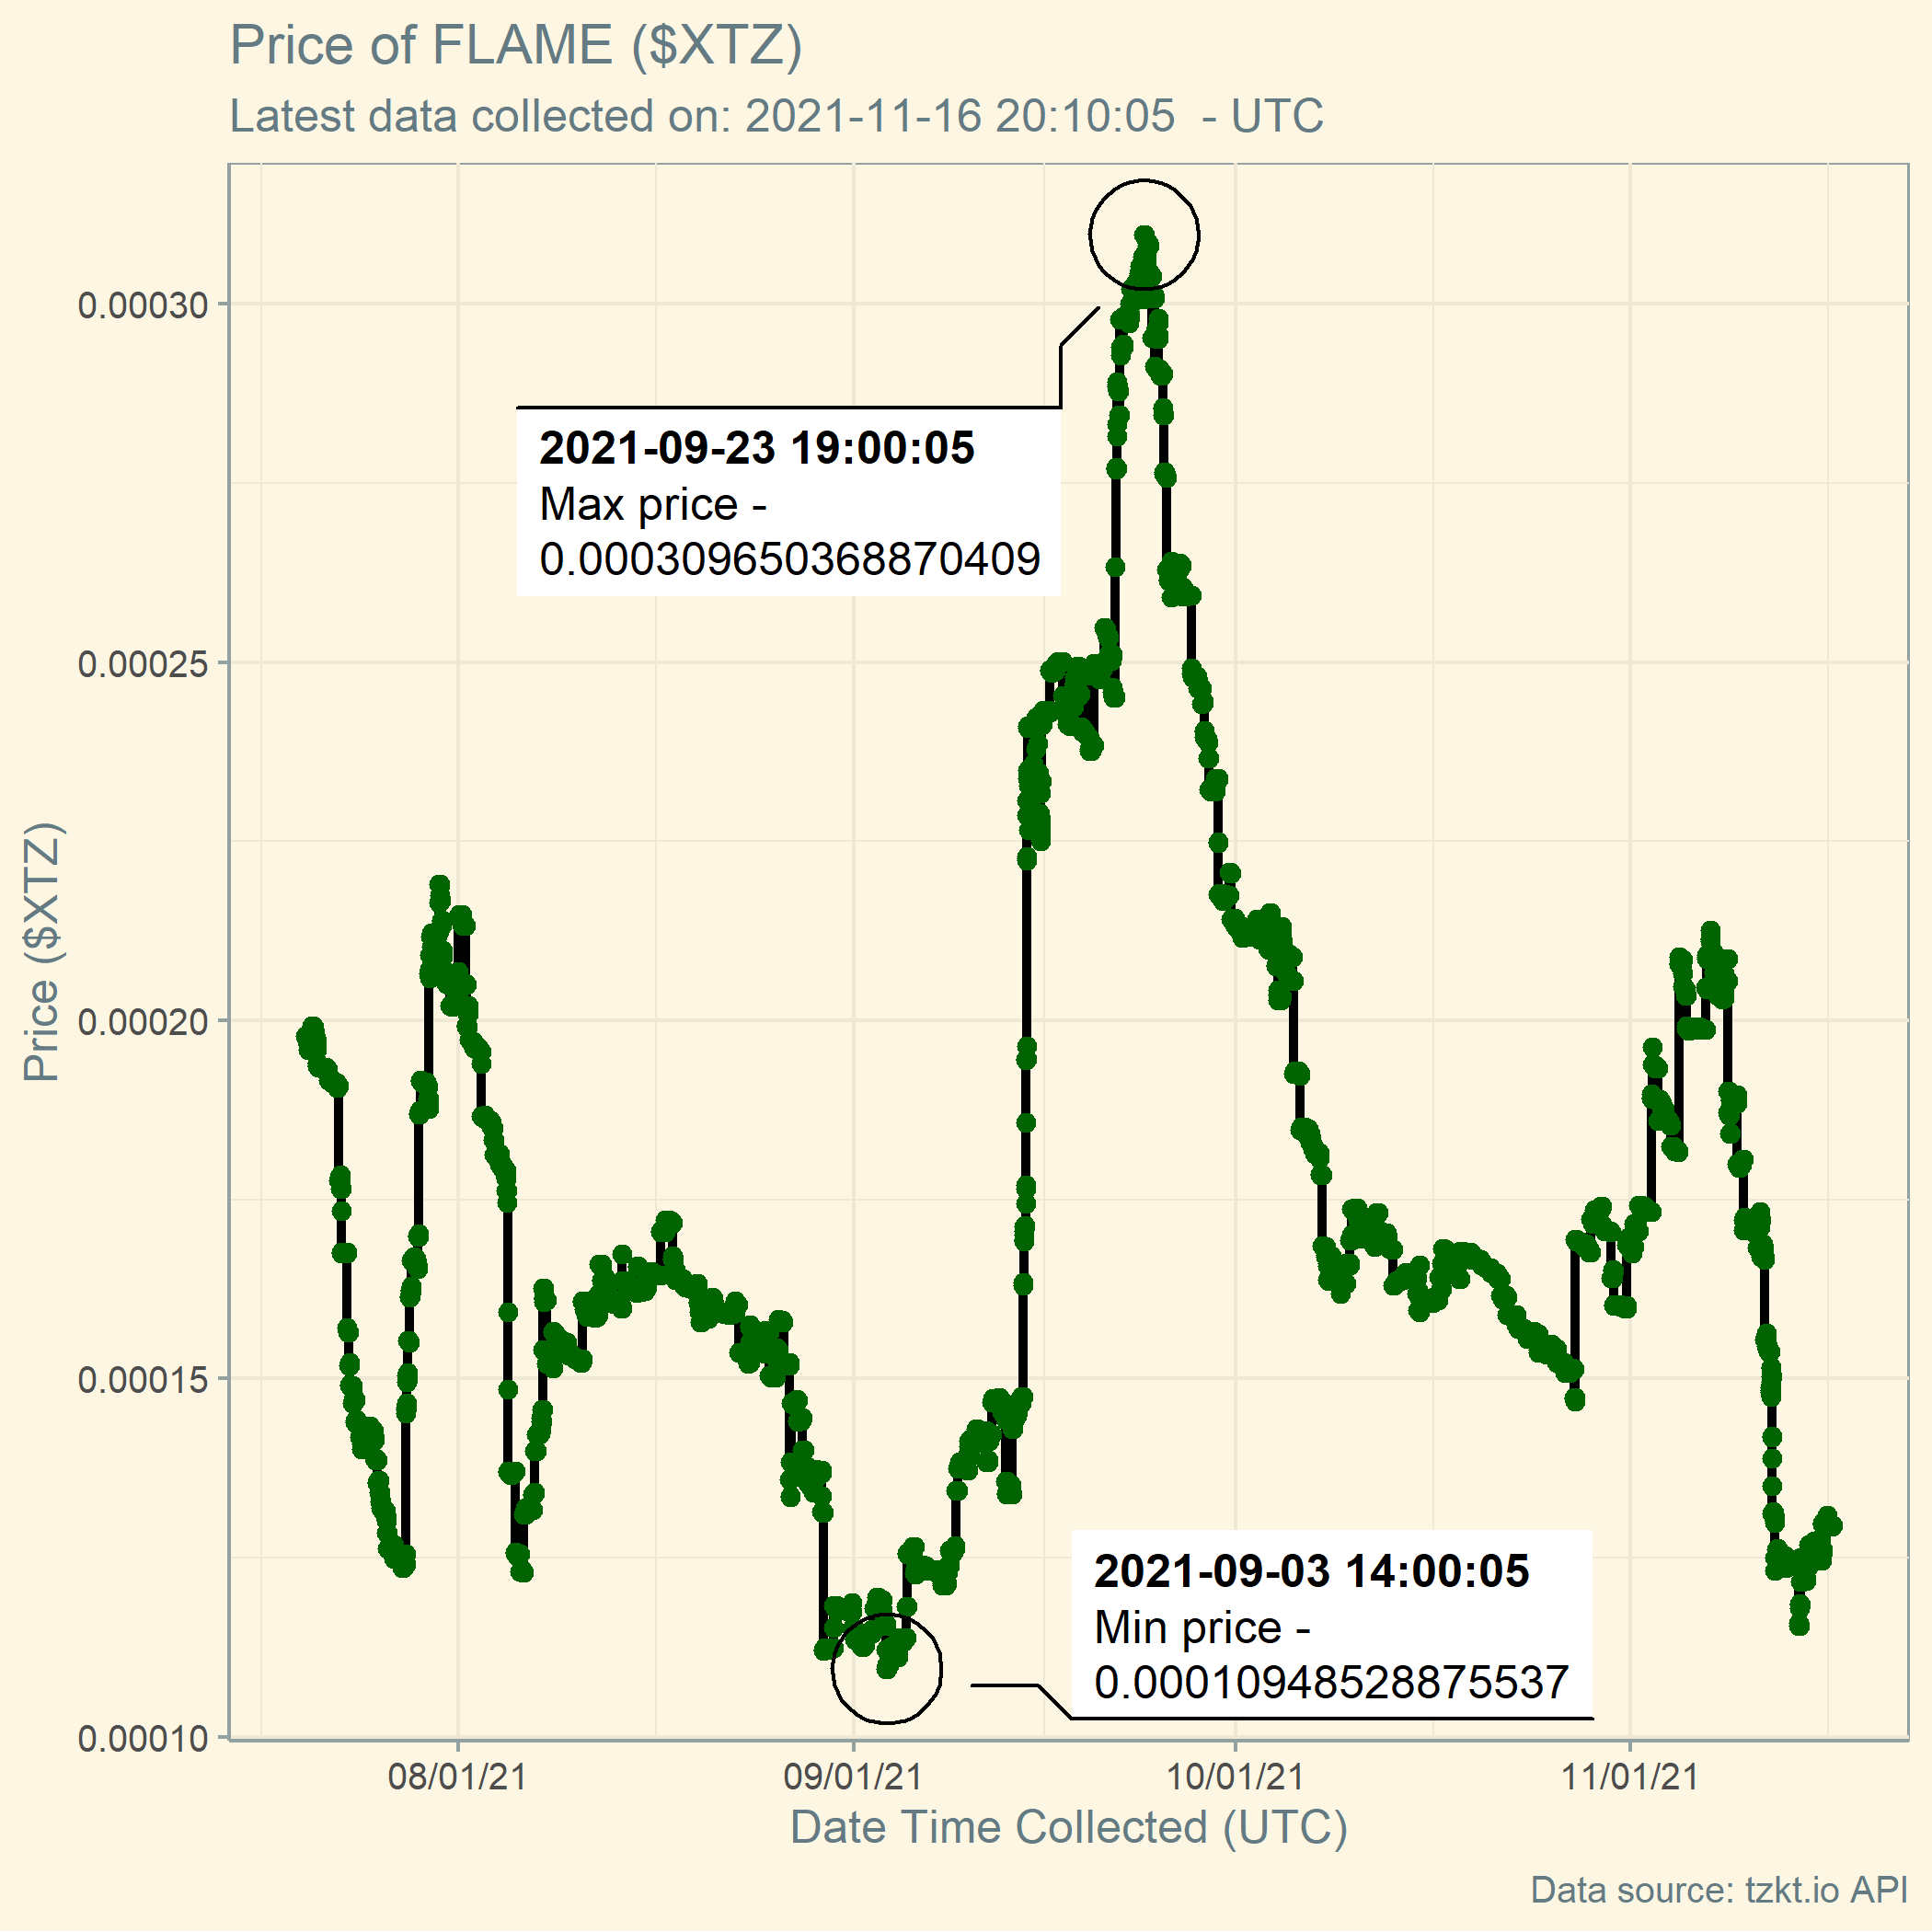 Price of FLAME ($XTZ)
Latest data collected on: 2021-11-16 20:10:05  - UTC
0.00030
2021-09-23 19:00:05
Max price -
0.000309650368870409
0.00025
Price ($XTZ)
0.00020
0.00015
2021-09-03 14:00:05
Min price -
0.000109485288755​37
0.00010
08/01/21 09/01/21 10/01/21 11/01/21
Date Time Collected (UTC)
Data source: tzkt.io API